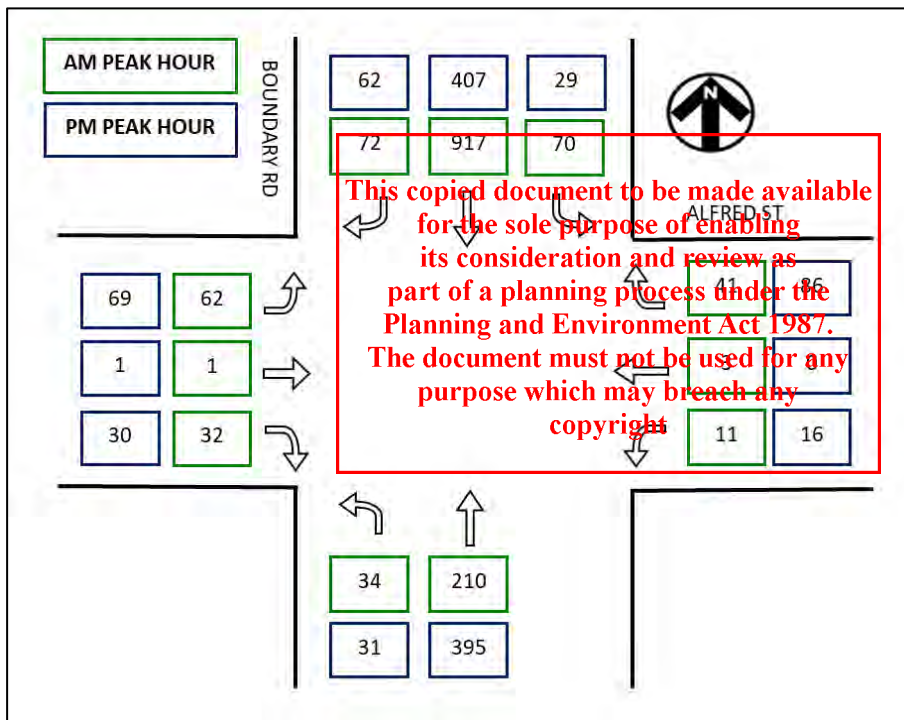 AM PEAK HOUR
PM PEAK HOUR
BOUNDARY RD
62 407 29
72 917 70
N
ALFRED ST
This copied document to be made available
for the sole purpose of enabling
its consideration and review as
part of a planning process under the
Planning and Environment Act 1987.
The document must not be used for any
purpose which may breach any
copyright
69 62
1 1
30 32
41 86
11 16
34 210
31 395